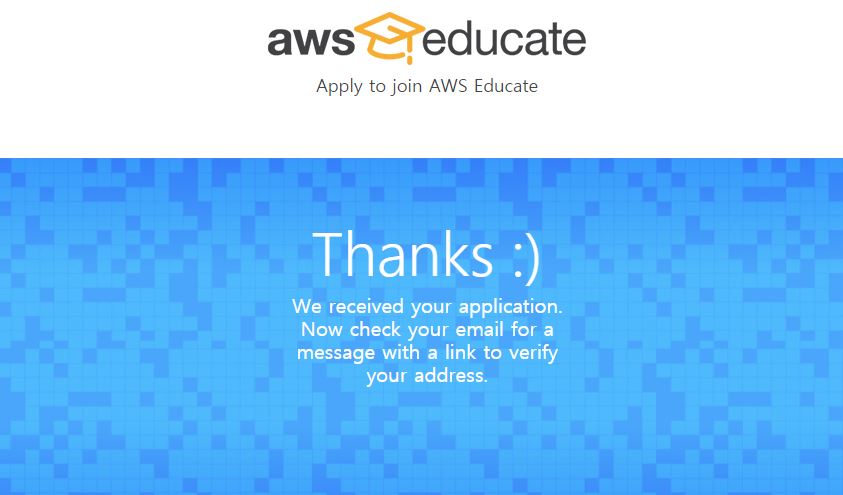 aws educate
Apply to join AWS Educate
Thanks :)
We received your application.
Now check your email for a
message with a link to verify
your address.